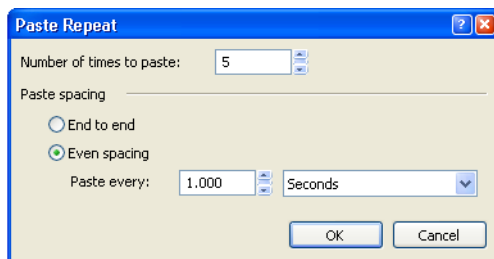 Paste Repeat
Number of times to paste: 5
Paste spacing
End to end
Even spacing
Paste every: 1.000 Seconds
OK Cancel